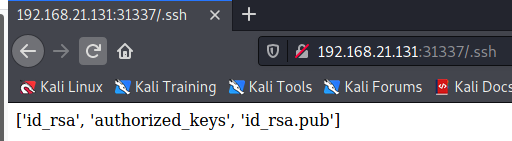 192.168.21.131:31337/.ssh
192.168.21.131:31337/.ssh
Kali Linux Kali Training Kali Tools Kali Forums Kali Docs
['id_rsa', 'authorized_keys', 'id_rsa.pub']